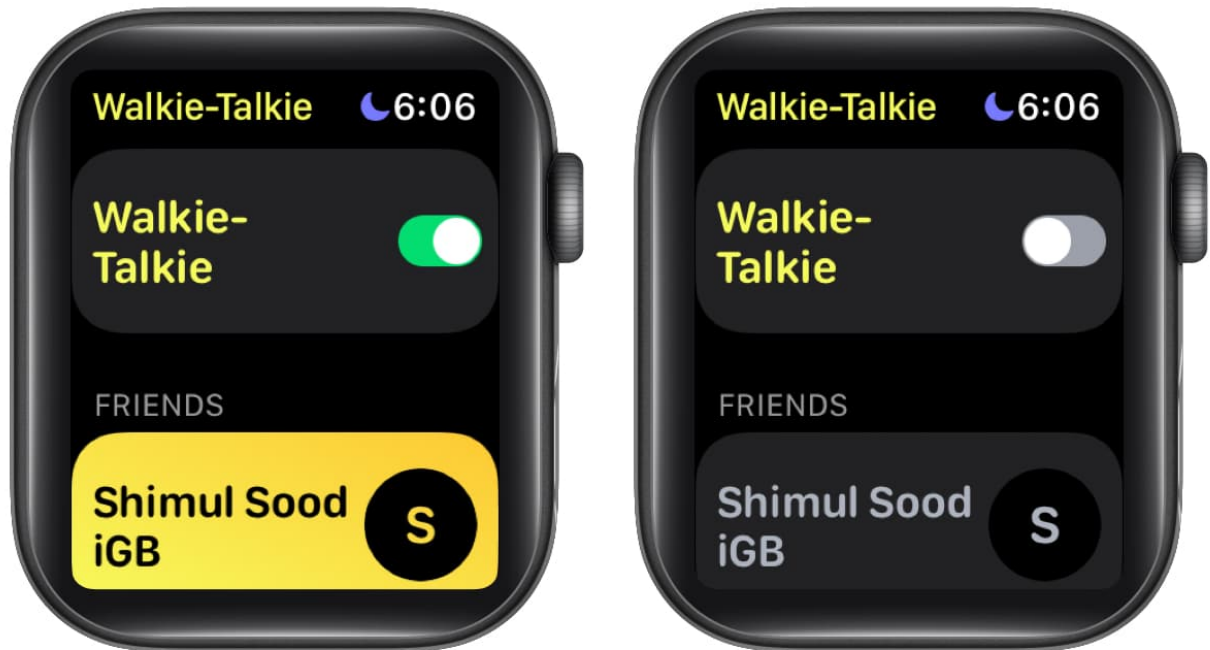 Walkie-Talkie 6:06
Walkie-
Talkie
FRIENDS
Shimul Sood
iGB
S
Walkie-Talkie 6:06
Walkie-
Talkie
FRIENDS
Shimul Sood
iGB
S